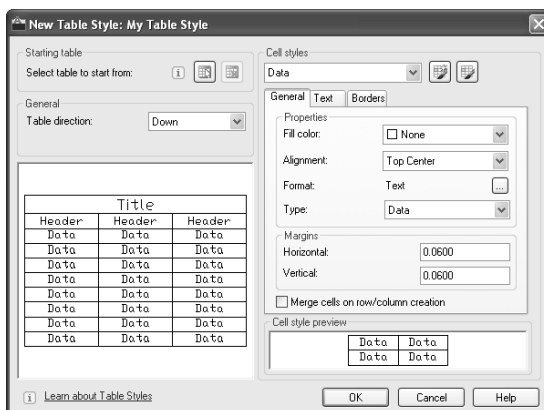 New Table Style: My Table Style
Starting table
Select table to start from:
General
Table direction: Down
Title
Header Header Header
Data Data Data
Data Data Data
Data Data Data
Data Data Data
Data Data Data
Data Data Data
Data Data Data
Data Data Data
Learn about Table Styles
Cell styles
Data
General Text Borders
Properties
Fill color: None
Alignment: Top Center
Format: Text ...
Type: Data
Margins
Horizontal: 0.0600
Vertical: 0.0600
Merge cells on row/column creation
Cell style preview
Data Data
Data Data
OK Cancel Help